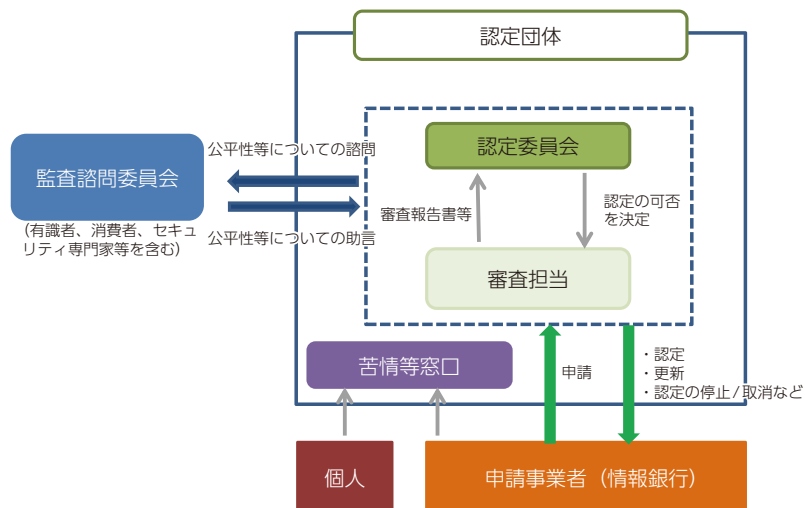 認定団体
認定委員会
公平性等についての諮問
監査諮問委員会
認定の可否
を決定
審査報告書等
(有識者、消費者、セキュ
リティ専門家等を含む)
公平性等についての助言
審査担当
苦情等窓口
申請
・認定
・更新
・認定の停止/取消など
個人
申請事業者(情報銀行)